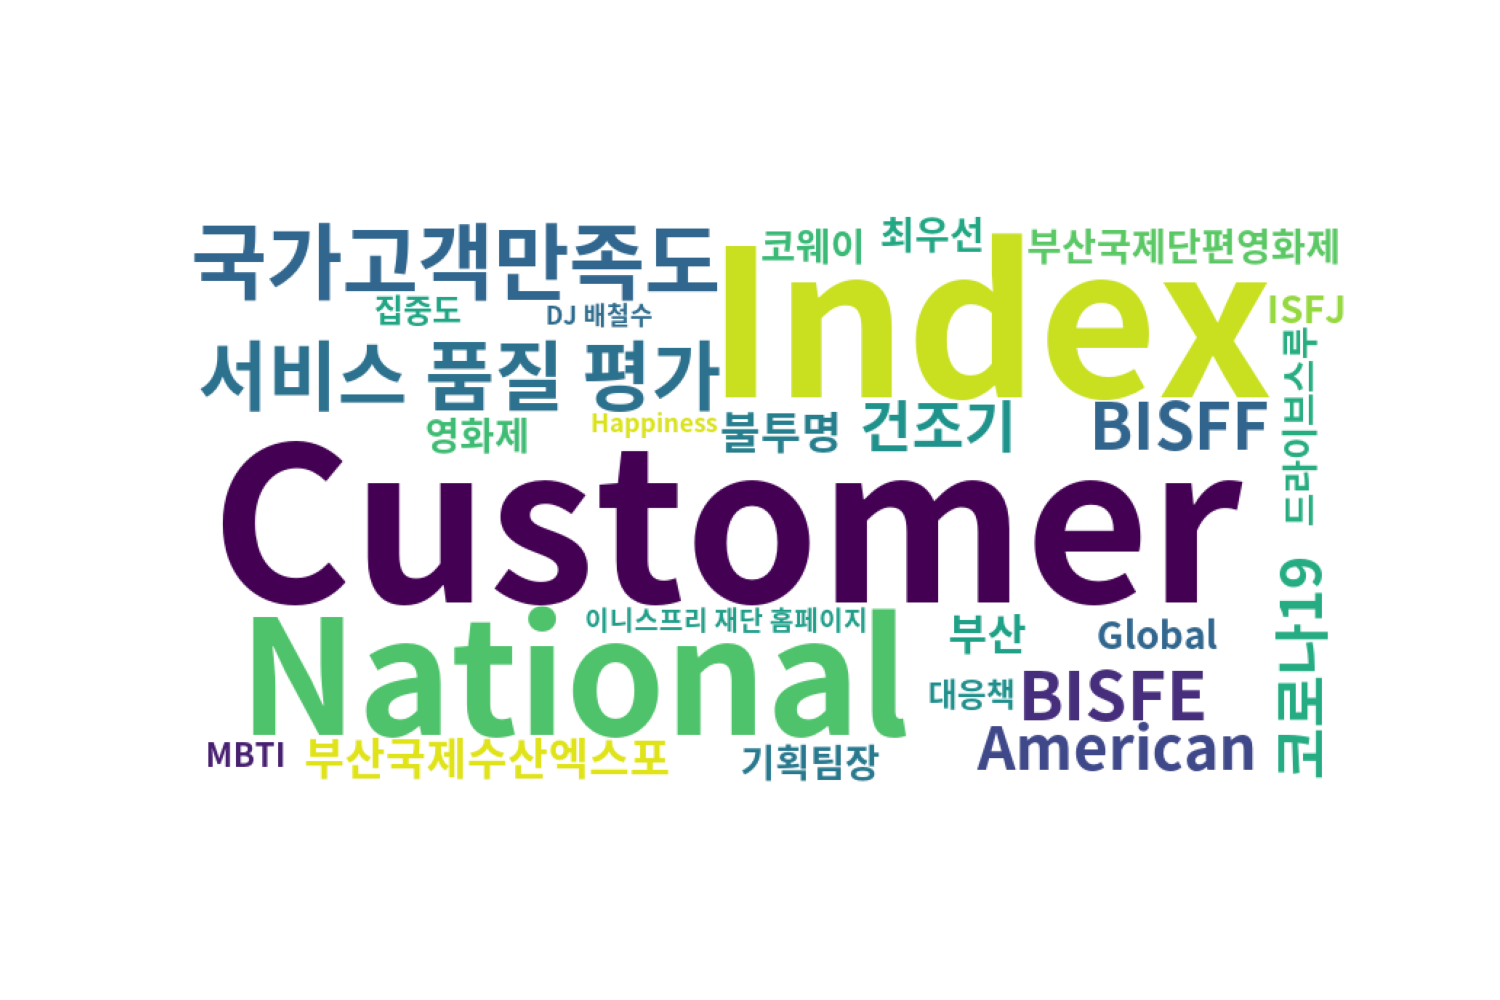 국가고객만족도
코웨이
최우선
부산국제단편영화제
Index
집중도
DJ 배철수
ISFJ
서비스 품질 평가
드라이브스루
영화제
Happiness
불투명
건조기
BISFF
Customer
코로나19
이니스프리 재단 홈페이지
National
부산
Global
대응책
BISFE
American
MBTI
부산국제수산엑스포
기획팀장